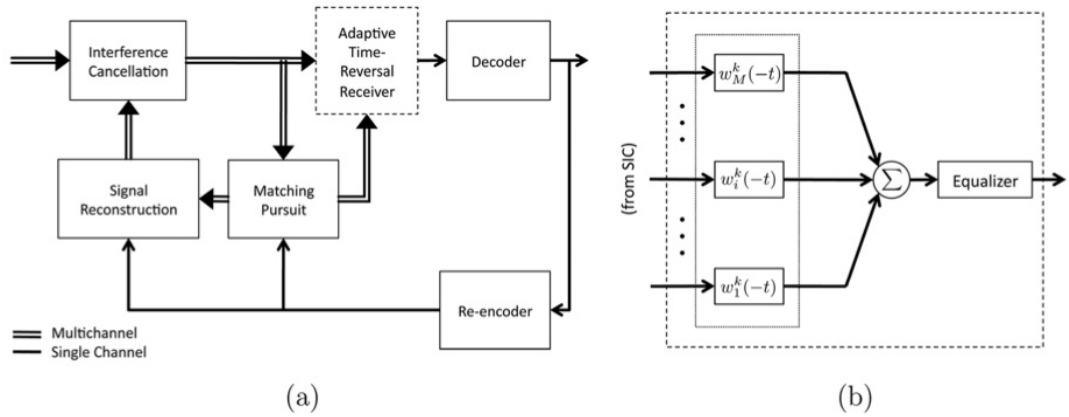 Interference
Cancellation
Adaptive
Time-
Reversal
Receiver
Decoder
Signal
Reconstruction
Matching
Pursuit
Re-encoder
Multichannel
Single Channel
(a)
(from SIC)
w_M^k(-t)
w_i^k(-t)
w_1^k(-t)
∑
Equalizer
(b)